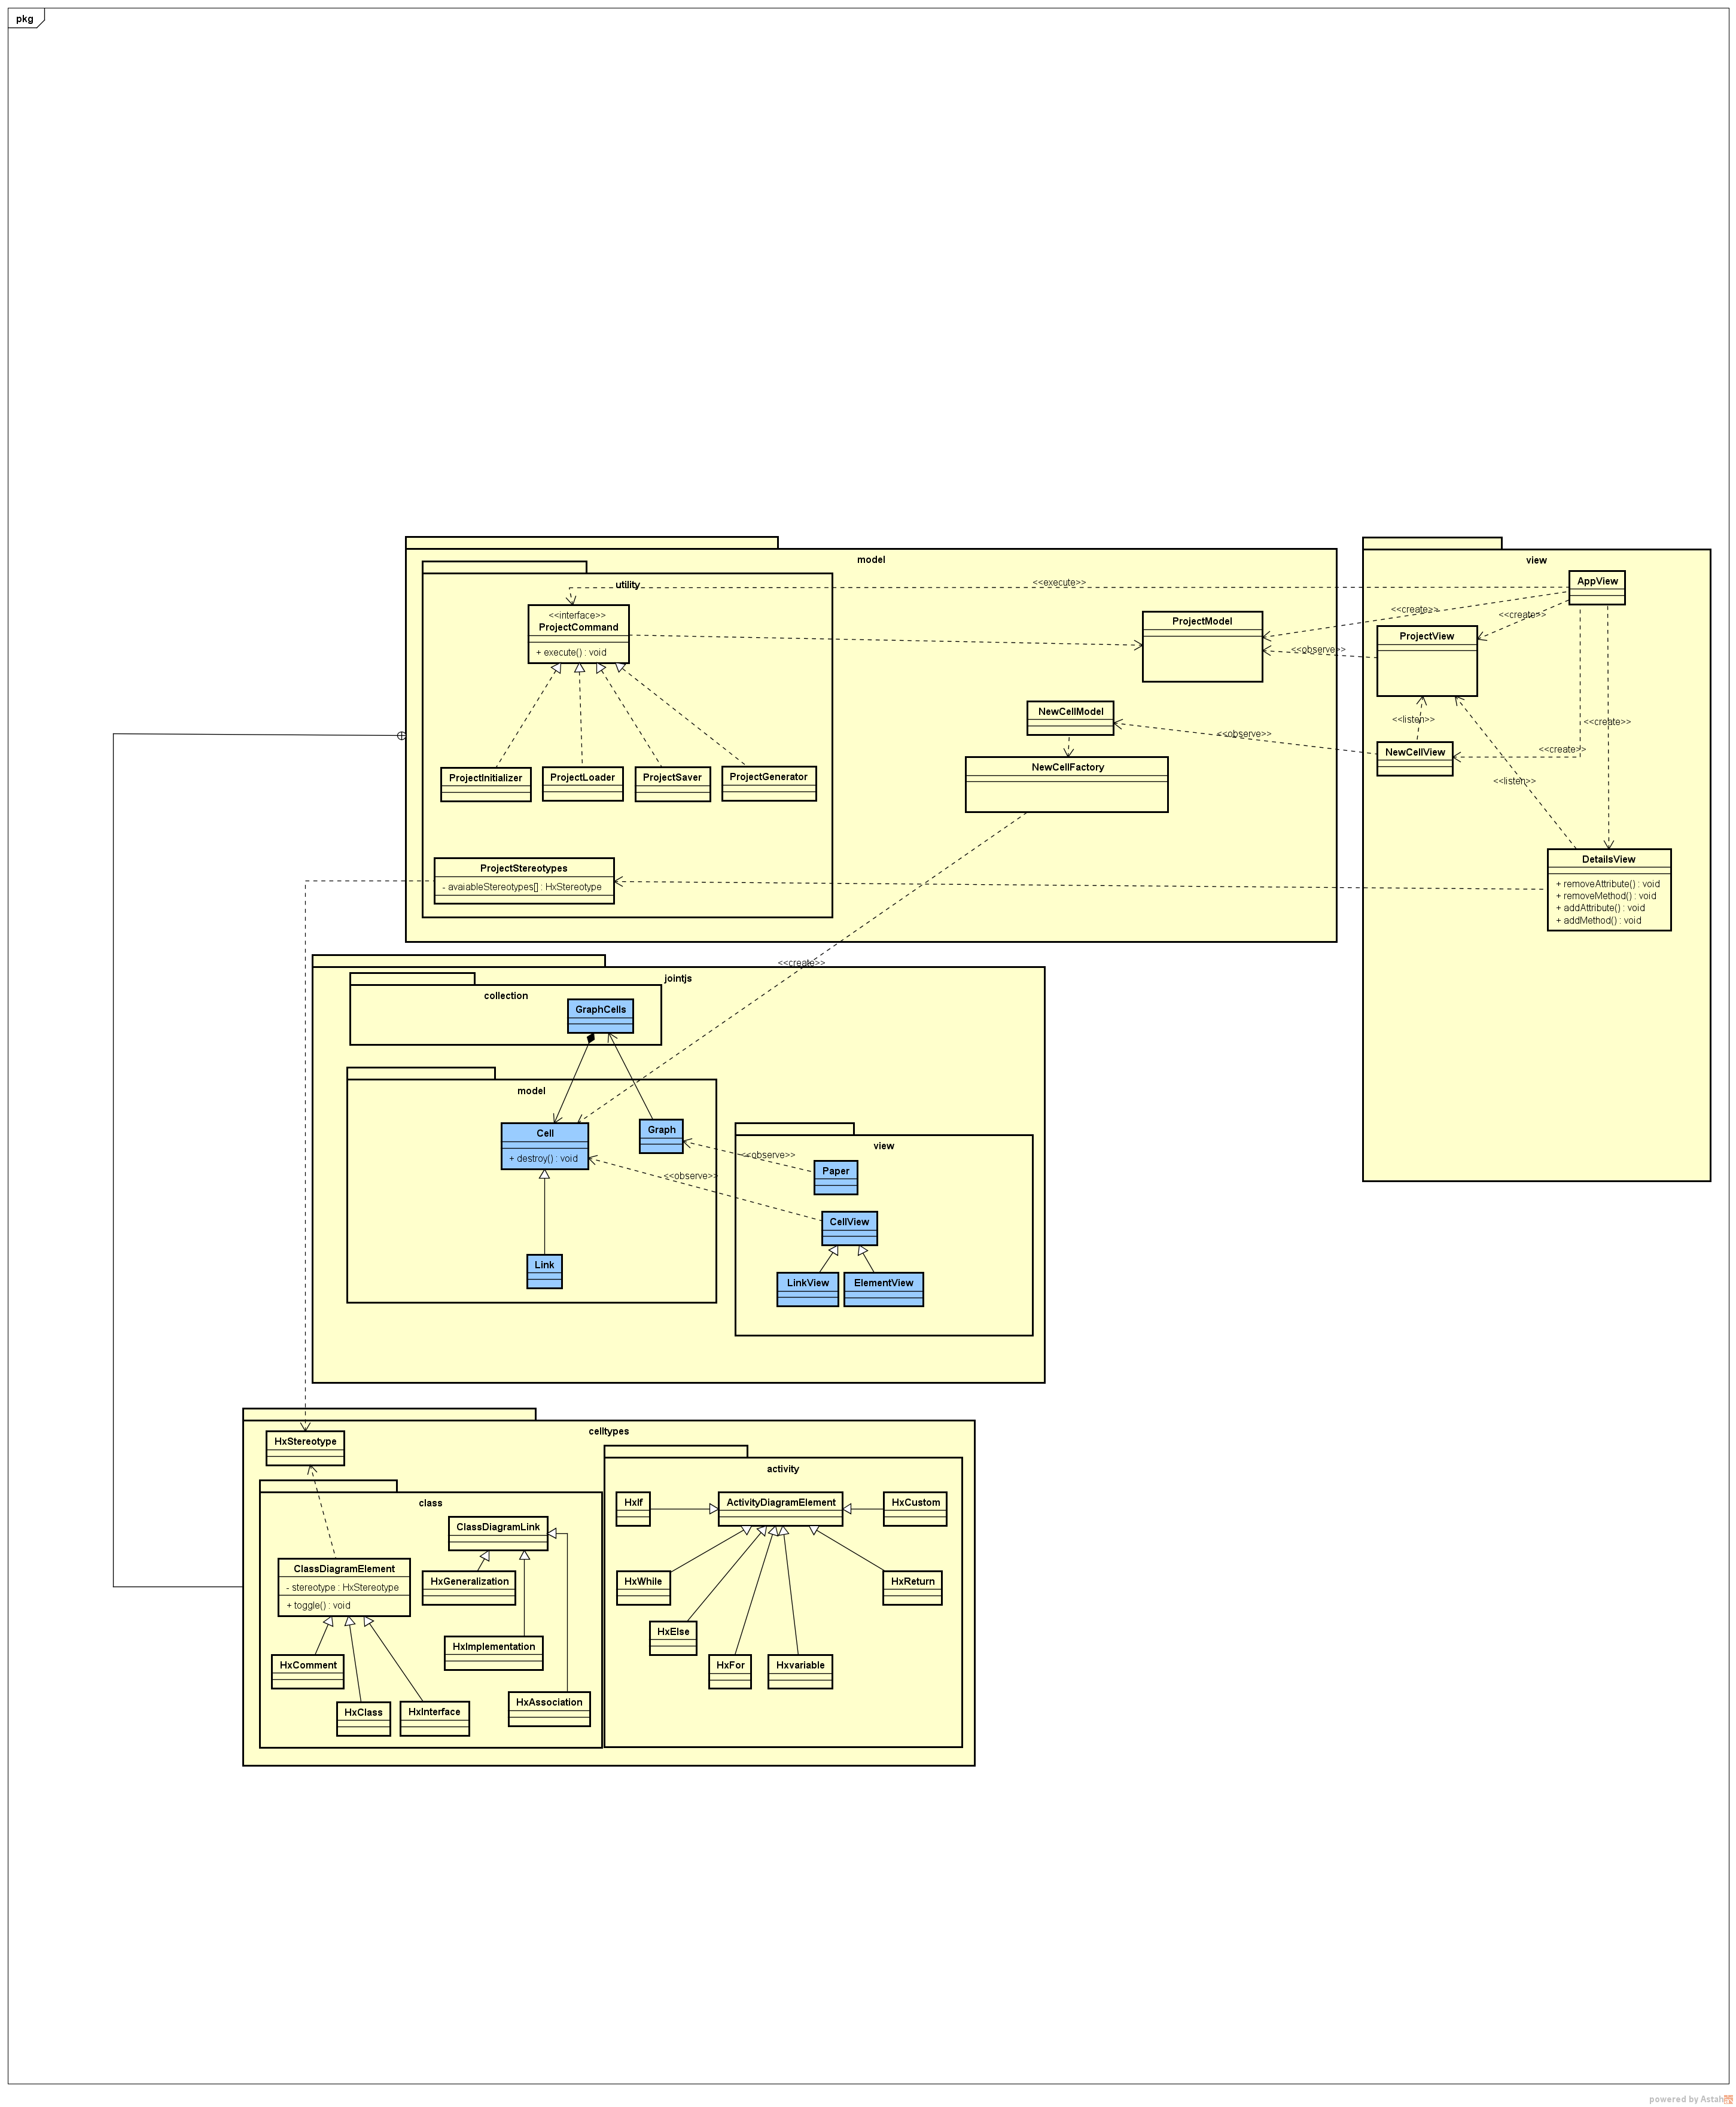 pkg
model
utility
<<interface>>
ProjectCommand
+ execute() : void
ProjectInitializer
ProjectLoader
ProjectSaver
ProjectGenerator
ProjectStereotypes
- avaiableStereotypes[] : HxStereotype
<<execute>>
ProjectModel
<<create>>
<<observe>>
NewCellModel
<<observe>>
NewCellFactory
view
AppView
<<create>>
ProjectView
<<listen>>
<<create>>
NewCellView
<<create>>
<<listen>>
DetailsView
+ removeAttribute() : void
+ removeMethod() : void
+ addAttribute() : void
+ addMethod() : void
<<create>>
jointjs
collection
GraphCells
model
Cell
+ destroy() : void
Graph
Link
<<observe>>
<<observe>>
view
Paper
CellView
LinkView
ElementView
celltypes
HxStereotype
class
ClassDiagramLink
ClassDiagramElement
- stereotype : HxStereotype
+ toggle() : void
HxGeneralization
HxImplementation
HxComment
HxClass
HxInterface
HxAssociation
activity
HxIf
ActivityDiagramElement
HxCustom
HxWhile
HxReturn
HxElse
HxFor
Hxvariable
powered by Astah